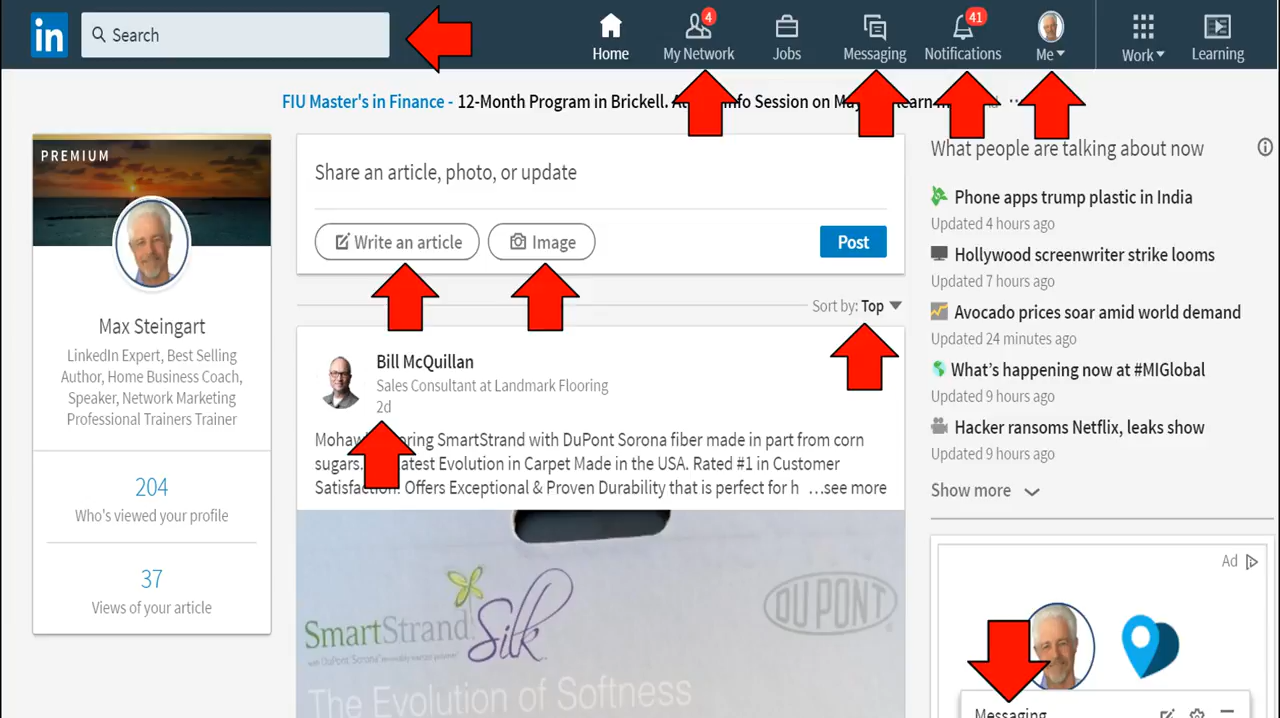 in
Search
Home
4
My Network
Jobs
Messaging
41
Notifications
Me
Work
Learning
FIU Master's in Finance - 12-Month Program in Brickell. Info Session on
PREMIUM
Max Steingart
LinkedIn Expert, Best Selling
Author, Home Business Coach,
Speaker, Network Marketing
Professional Trainers Trainer
204
Who's viewed your profile
37
Views of your article
Share an article, photo, or update
Write an article
Image
Post
Sort by: Top
Bill McQuillan
Sales Consultant at Landmark Flooring
2d
SmartStrand with DuPont Sorona fiber made in part from corn
sugars. Evolution in Carpet Made in the USA. Rated #1 in Customer
Offers Exceptional & Proven Durability that is perfect for h ...see more
SmartStrand Silk
DUPONT
The Evolution of Softness
What people are talking about now
Phone apps trump plastic in India
Updated 4 hours ago
Hollywood screenwriter strike looms
Updated 7 hours ago
Avocado prices soar amid world demand
Updated 24 minutes ago
What's happening now at #MIGlobal
Updated 9 hours ago
Hacker ransoms Netflix, leaks show
Updated 9 hours ago
Show more
Ad
Messaging